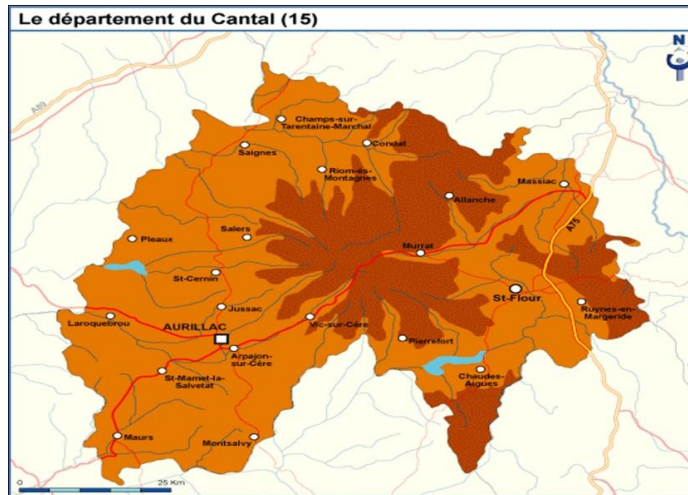 Le département du Cantal (15)
N
A89
Champs-sur-
Tarentaine-Marchal
Condat
Saignes
Riom-ès-
Montagnes
Massiac
Allanche
A75
Pleaux
Salers
Murrat
St-Cernin
St-Flour
Ruynes-en-
Margeride
Jussac
Laroquebrou
Vic-sur-Cère
AURILLAC
Pierrefort
Arpajon-
sur-Cère
St-Mamet-la-
Salvetat
Chaudes-
Aigues
Maurs
Montsalvy
0
25 Km